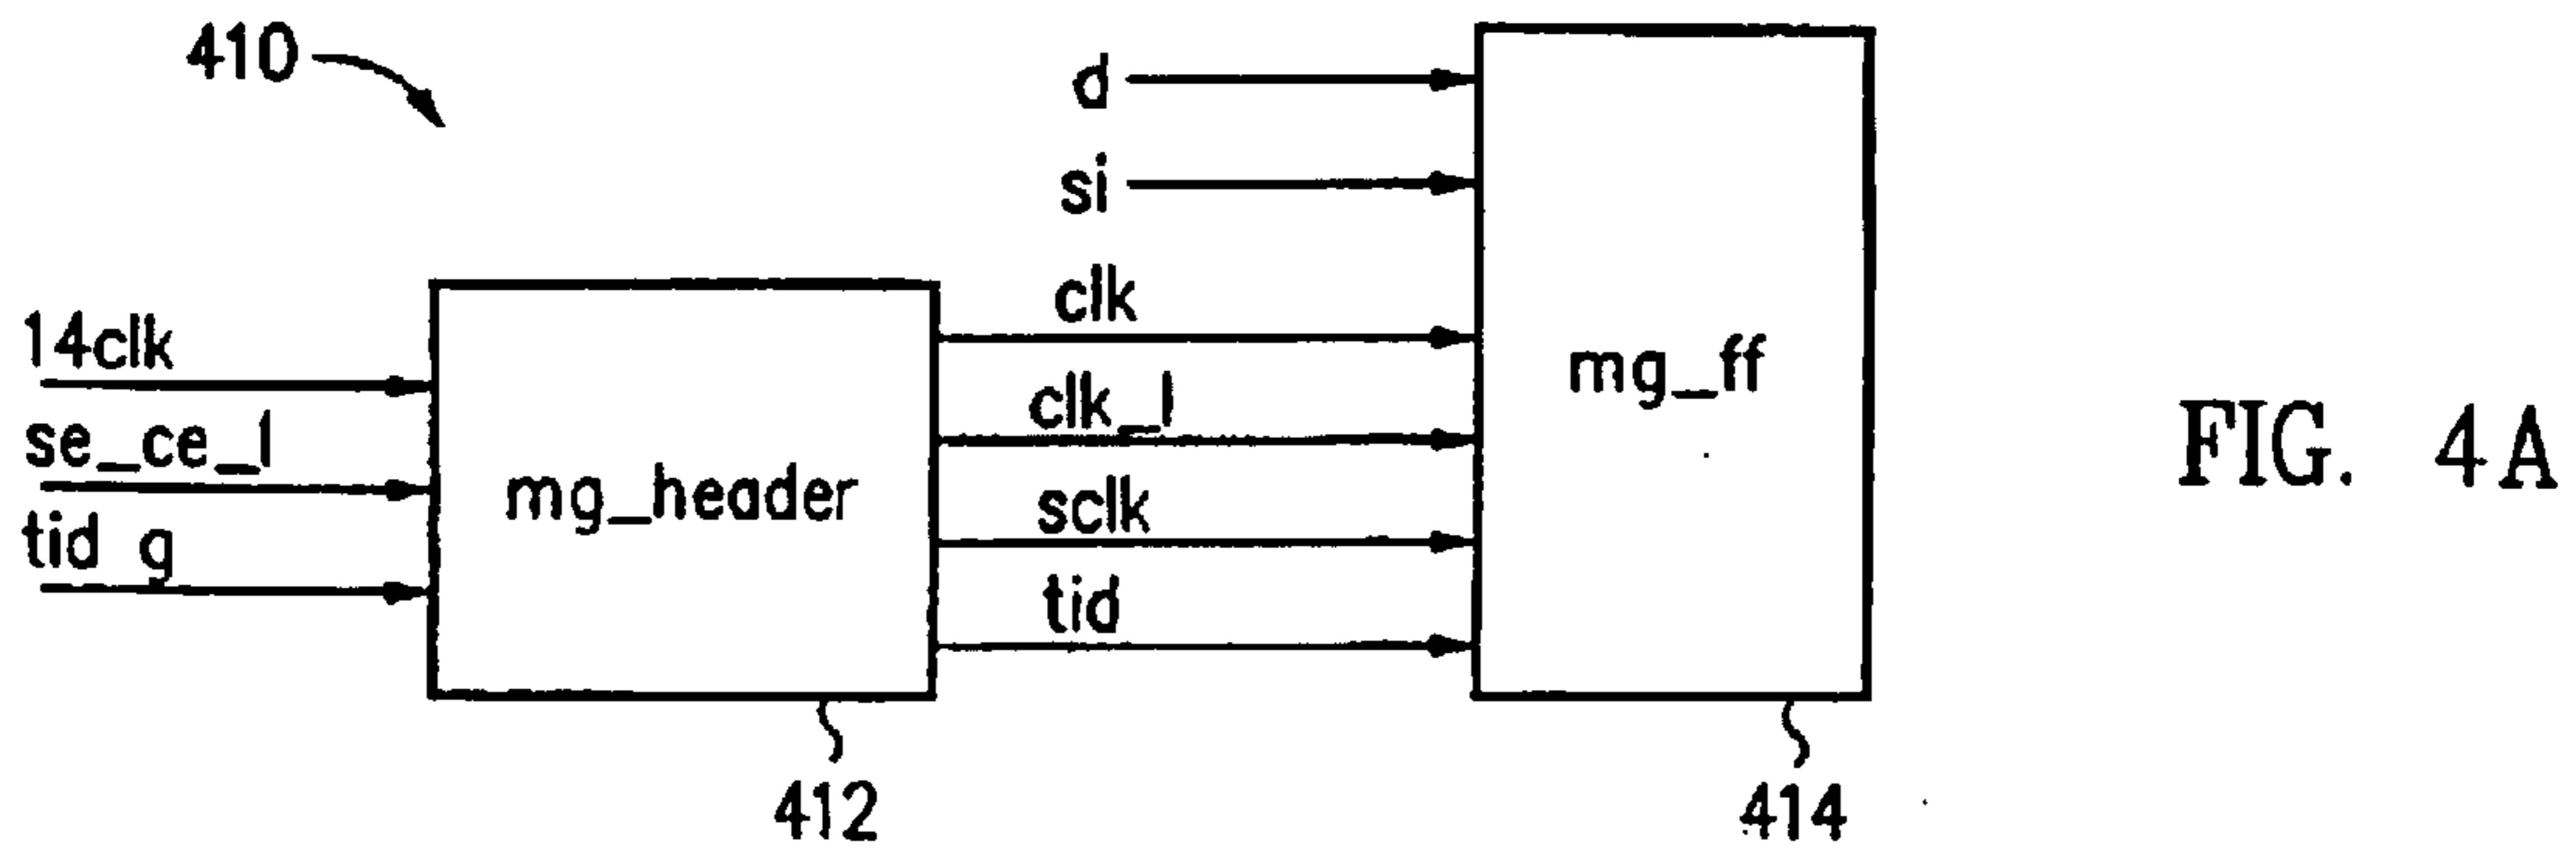 410
d
si
clk
14clk
clk_l
se_ce_l
mg_ff
FIG. 4A
mg_header
sclk
tid_g
tid
412
414